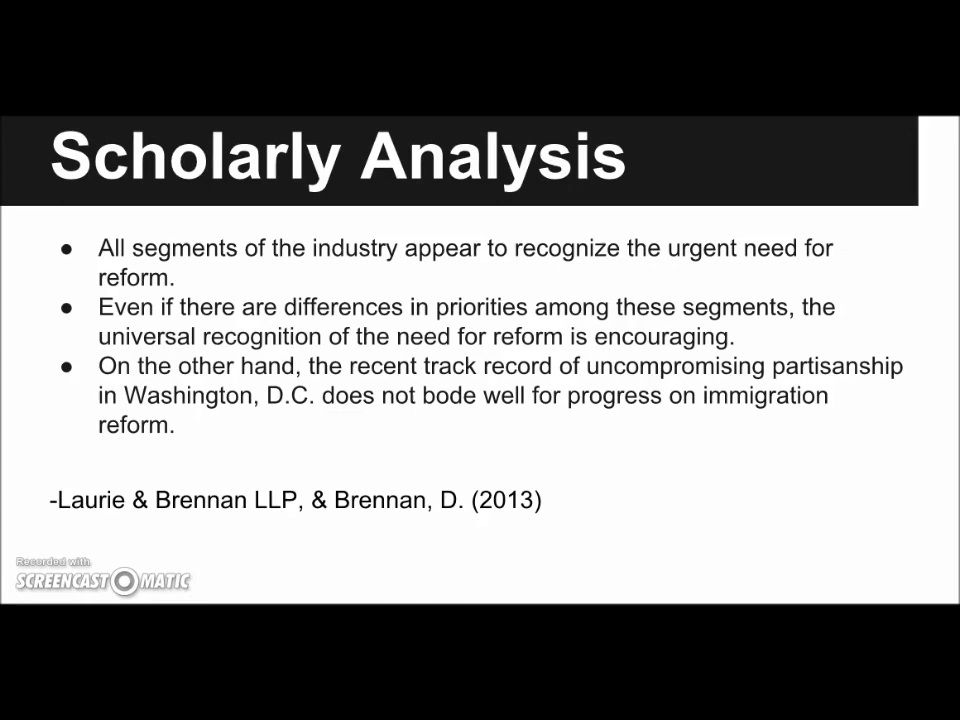 Scholarly Analysis
● All segments of the industry appear to recognize the urgent need for
reform.
● Even if there are differences in priorities among these segments, the
universal recognition of the need for reform is encouraging.
● On the other hand, the recent track record of uncompromising partisanship
in Washington, D.C. does not bode well for progress on immigration
reform.
-Laurie & Brennan LLP, & Brennan, D. (2013)
Recorded with
SCREENCAST O MATIC